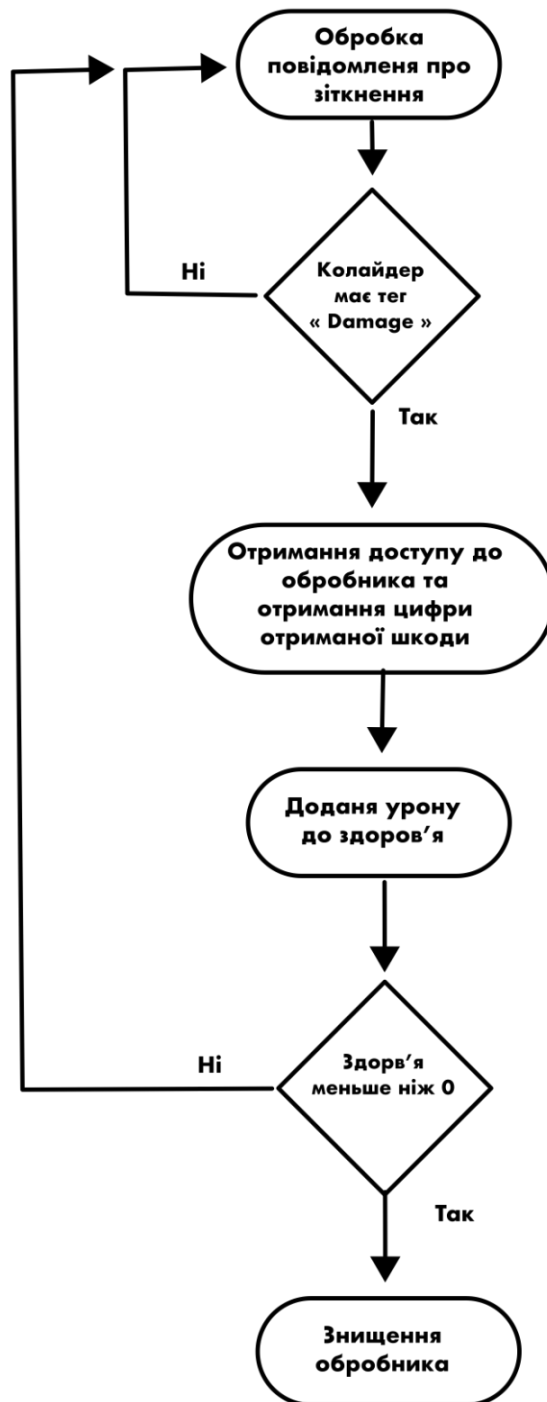 Обробка
повідомленя про
зіткнення
Колайдер
має тег
« Damage »
Ні
Так
Отримання доступу до
обробника та
отримання цифри
отриманої шкоди
Доданя урону
до здоров’я
Здорв’я
меньше ніж 0
Ні
Так
Знищення
обробника